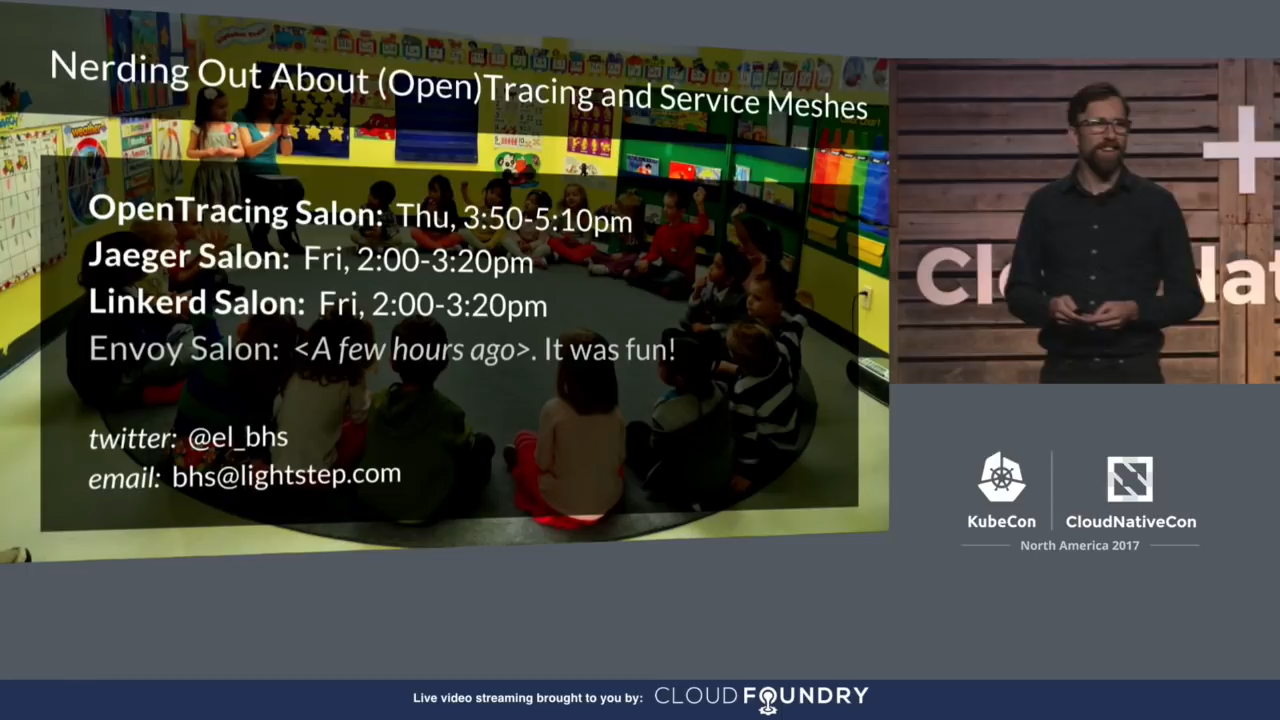 Nerding Out About (Open)Tracing and Service Meshes
OpenTracing Salon: Thu, 3:50-5:10pm
Jaeger Salon: Fri, 2:00-3:20pm
Linkerd Salon: Fri, 2:00-3:20pm
Envoy Salon: <A few hours ago>. It was fun!
twitter: @el_bhs
email: bhs@lightstep.com
+
KubeCon
CloudNativeCon
North America 2017
Live video streaming brought to you by: CLOUD FOUNDRY